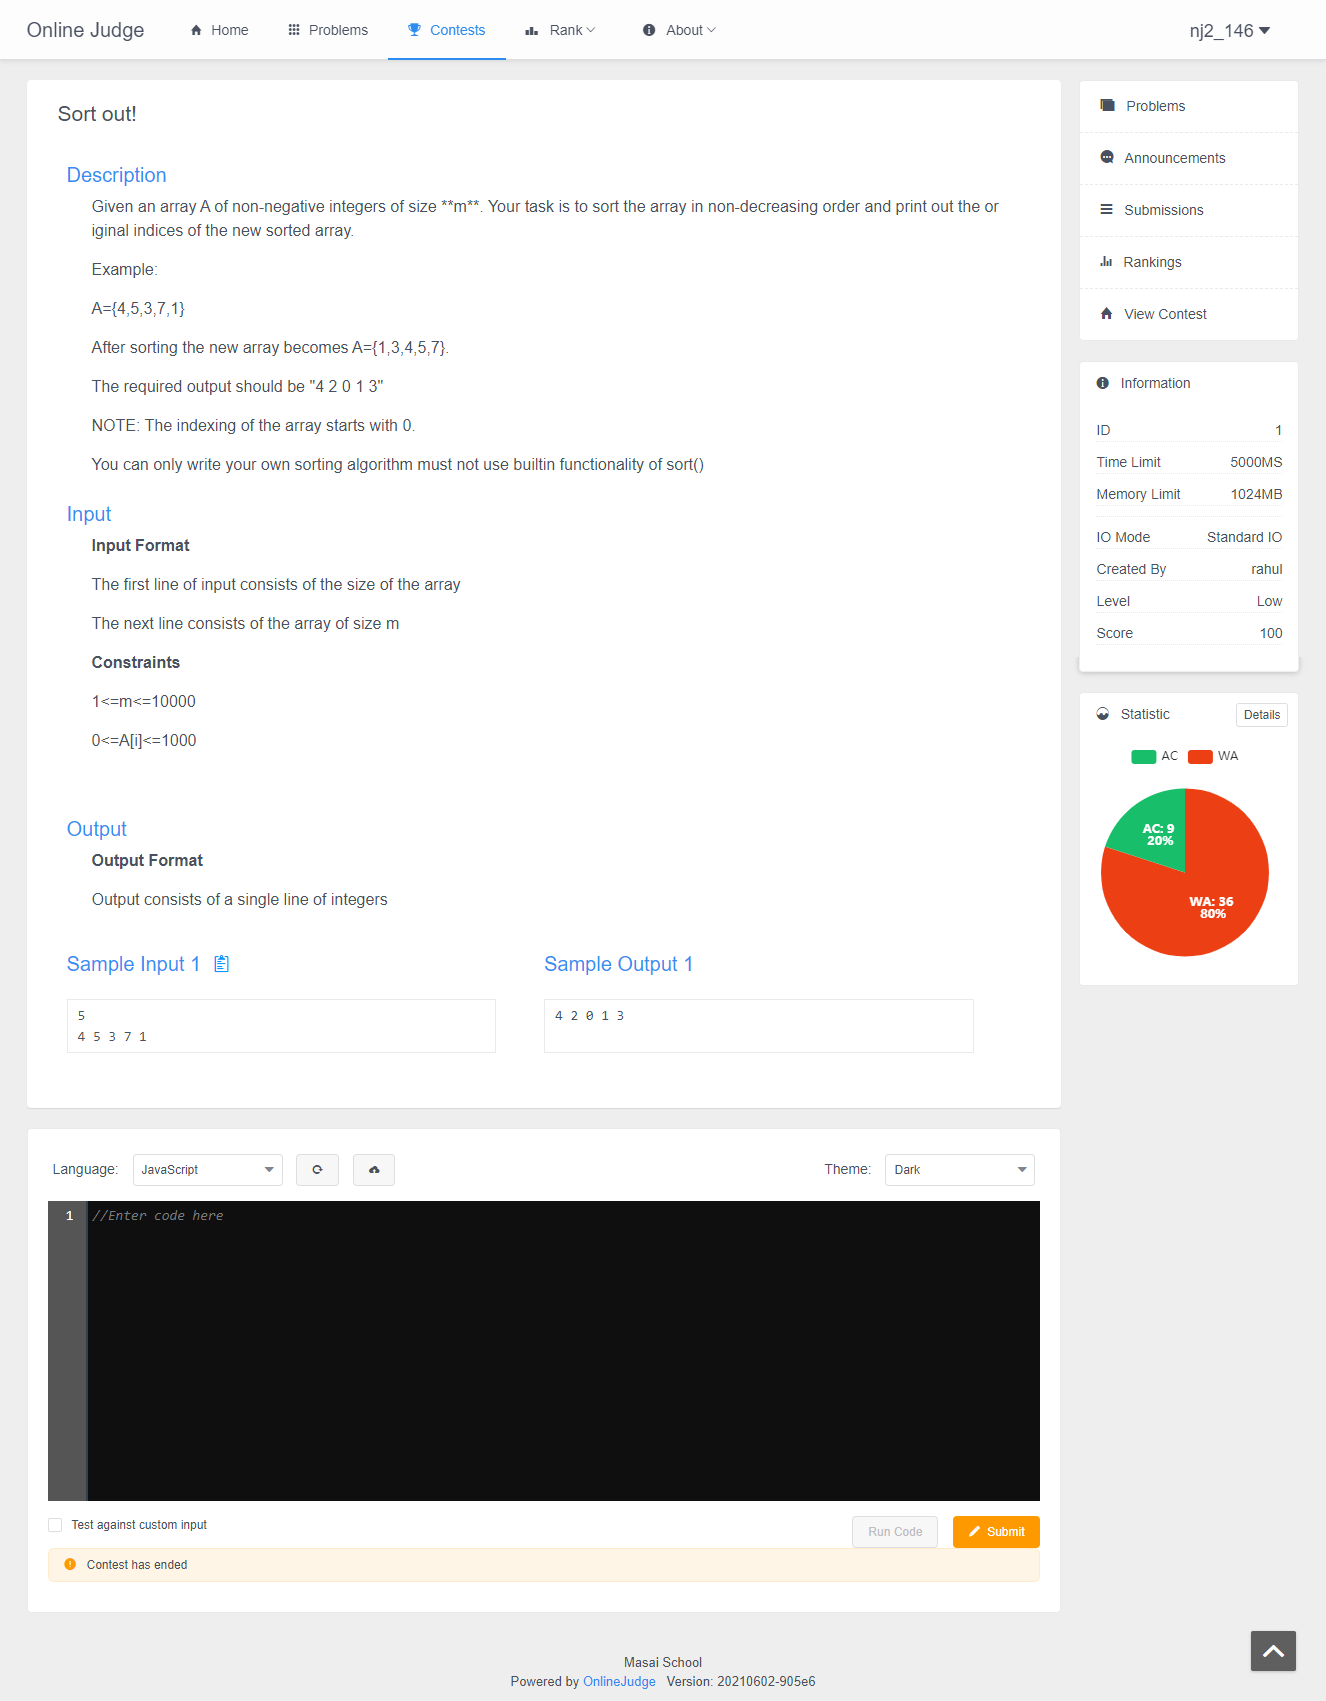 Online Judge
Home
Problems
Contests
Rank
About
nj2_146
Sort out!
Description
Given an array A of non-negative integers of size **m**. Your task is to sort the array in non-decreasing order and print out the or
iginal indices of the new sorted array.
Example:
A={4,5,3,7,1}
After sorting the new array becomes A={1,3,4,5,7}.
The required output should be "4 2 0 1 3"
NOTE: The indexing of the array starts with 0.
You can only write your own sorting algorithm must not use builtin functionality of sort()
Input
Input Format
The first line of input consists of the size of the array
The next line consists of the array of size m
Constraints
1<=m<=10000
0<=A[i]<=1000
Output
Output Format
Output consists of a single line of integers
Sample Input 1
5
4 5 3 7 1
Sample Output 1
4 2 0 1 3
Language:
JavaScript
Theme:
Dark
1
//Enter code here
Test against custom input
Run Code
Submit
Contest has ended
Problems
Announcements
Submissions
Rankings
View Contest
Information
ID 1
Time Limit 5000MS
Memory Limit 1024MB
IO Mode Standard IO
Created By rahul
Level Low
Score 100
Statistic
Details
AC WA
AC: 9
20%
WA: 36
80%
Masai School
Powered by OnlineJudge Version: 20210602-905e6